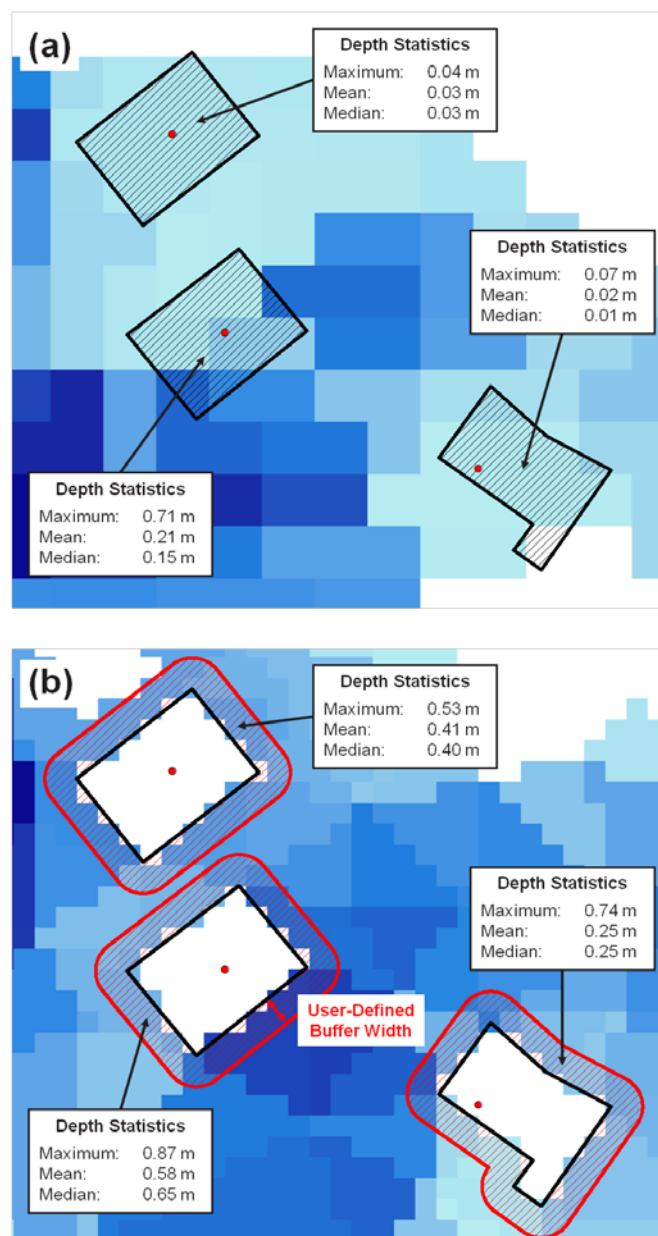 (a)
Depth Statistics
Maximum: 0.04 m
Mean: 0.03 m
Median: 0.03 m
Depth Statistics
Maximum: 0.07 m
Mean: 0.02 m
Median: 0.01 m
Depth Statistics
Maximum: 0.71 m
Mean: 0.21 m
Median: 0.15 m
(b)
Depth Statistics
Maximum: 0.53 m
Mean: 0.41 m
Median: 0.40 m
Depth Statistics
Maximum: 0.74 m
Mean: 0.25 m
Median: 0.25 m
User-Defined
Buffer Width
Depth Statistics
Maximum: 0.87 m
Mean: 0.58 m
Median: 0.65 m